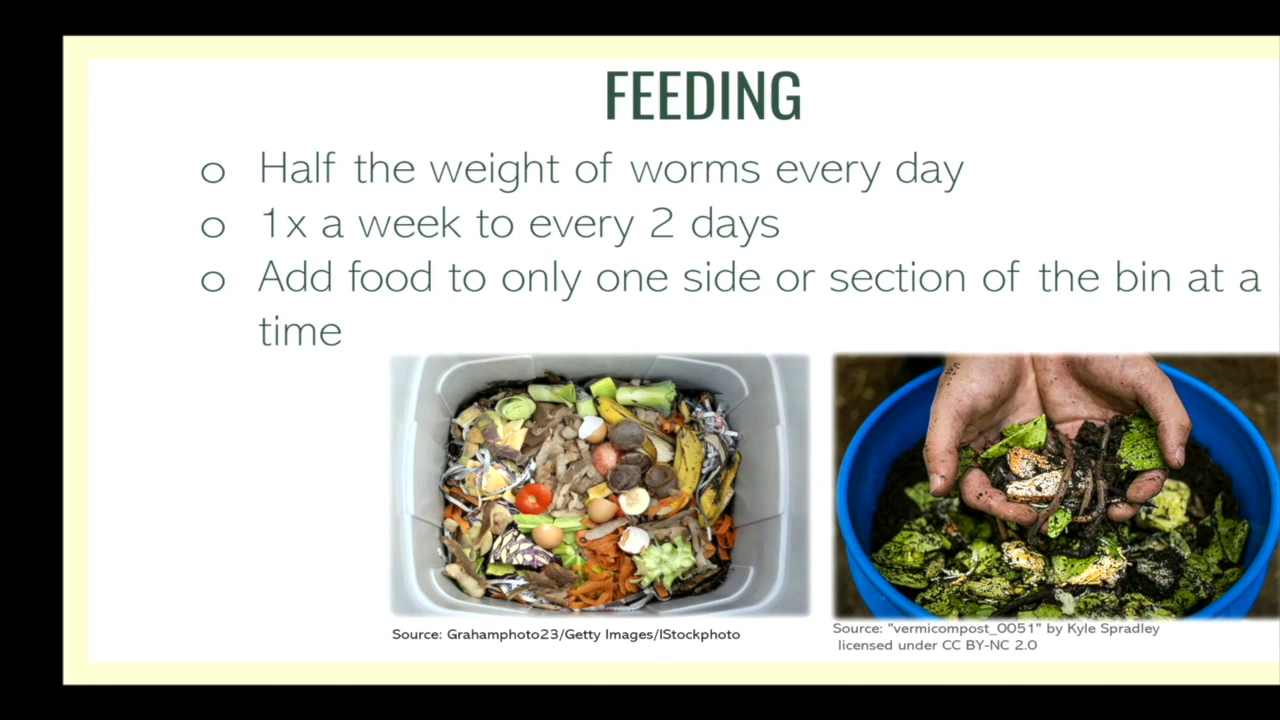 FEEDING
o Half the weight of worms every day
o 1x a week to every 2 days
o Add food to only one side or section of the bin at a
time
Source: Grahamphoto23/Getty Images/IStockphoto
Source: "vermicompost_0051" by Kyle Spradley
licensed under CC BY-NC 2.0